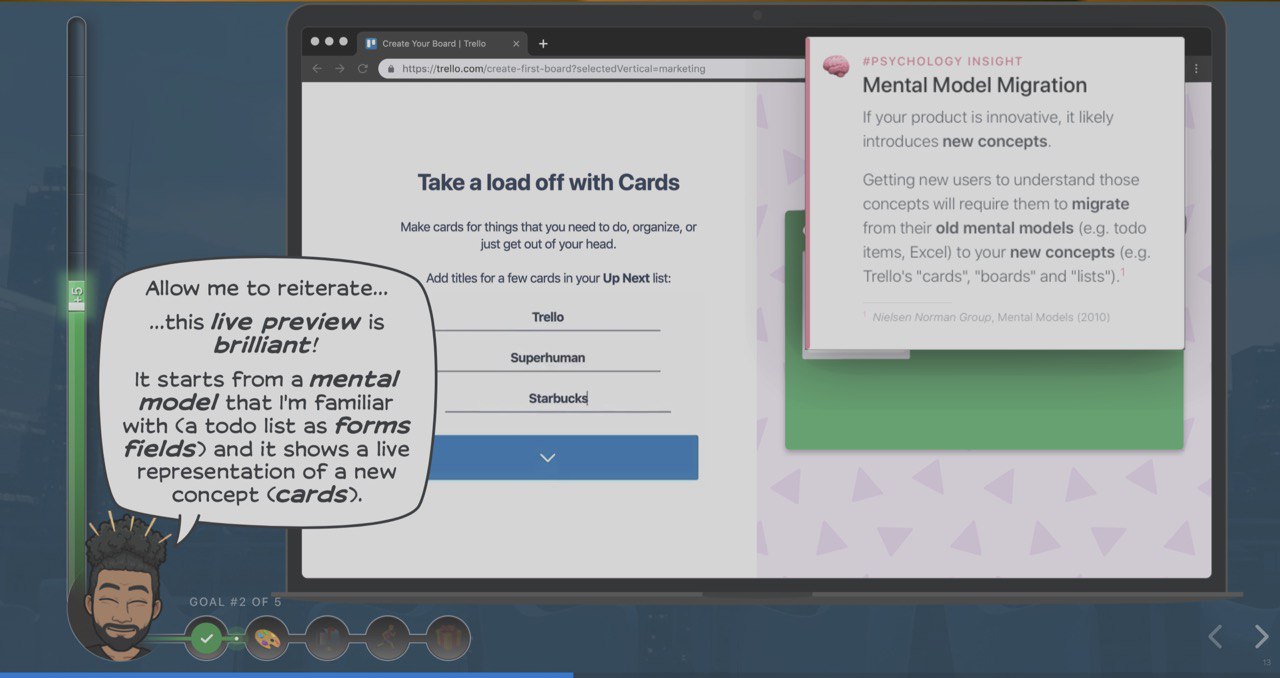 Create Your Board | Trello
https://trello.com/create-first-board?selectedVertical=marketing
#PSYCHOLOGY INSIGHT
Mental Model Migration
If your product is innovative, it likely
introduces new concepts.
Getting new users to understand those
concepts will require them to migrate
from their old mental models (e.g. todo
items, Excel) to your new concepts (e.g.
Trello's "cards", "boards" and "lists").¹
¹ Nielsen Norman Group, Mental Models (2010)
Take a load off with Cards
Make cards for things that you need to do, organize, or
just get out of your head.
Add titles for a few cards in your Up Next list:
Trello
Superhuman
Starbucks
+5
Allow me to reiterate...
...this live preview is
brilliant!
It starts from a mental
model that I'm familiar
with (a todo list as forms
fields) and it shows a live
representation of a new
concept (cards).
GOAL #2 OF 5
13